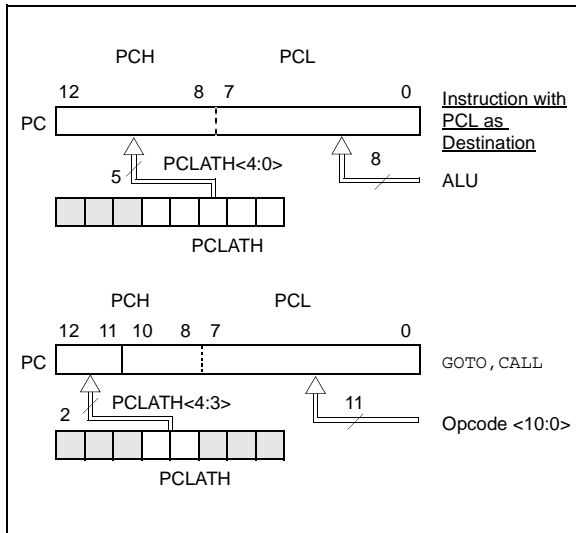 PCH PCL
12 8 7 0
Instruction with
PCL as
Destination
PC
5 PCLATH<4:0> 8
ALU
PCLATH
PCH PCL
12 11 10 8 7 0
PC GOTO,CALL
2 PCLATH<4:3> 11
Opcode <10:0>
PCLATH